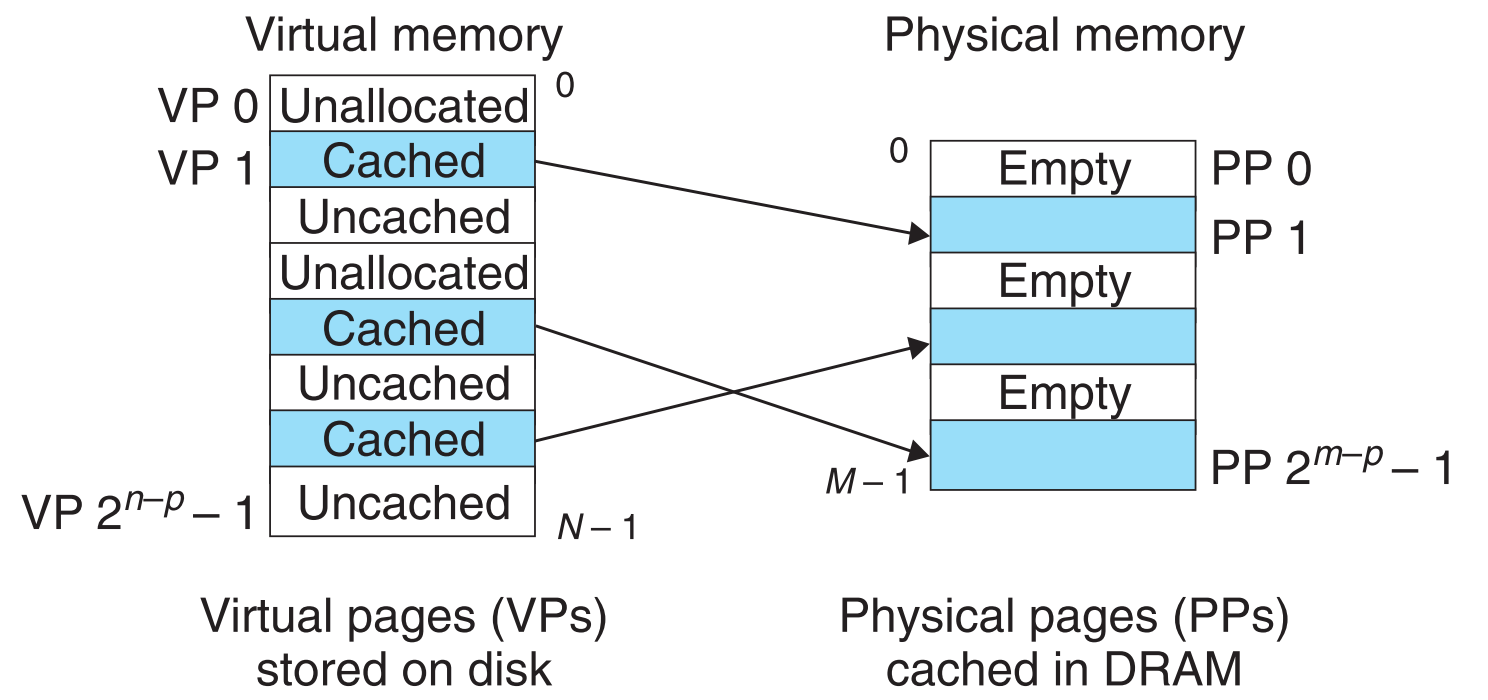 Virtual memory
Physical memory
0
VP 0 Unallocated
VP 1 Cached
Uncached
Unallocated
Cached
Uncached
Cached
VP 2^{n–p} – 1 Uncached
N – 1
0
Empty PP 0
PP 1
Empty
Empty
M – 1
PP 2^{m–p} – 1
Virtual pages (VPs)
stored on disk
Physical pages (PPs)
cached in DRAM